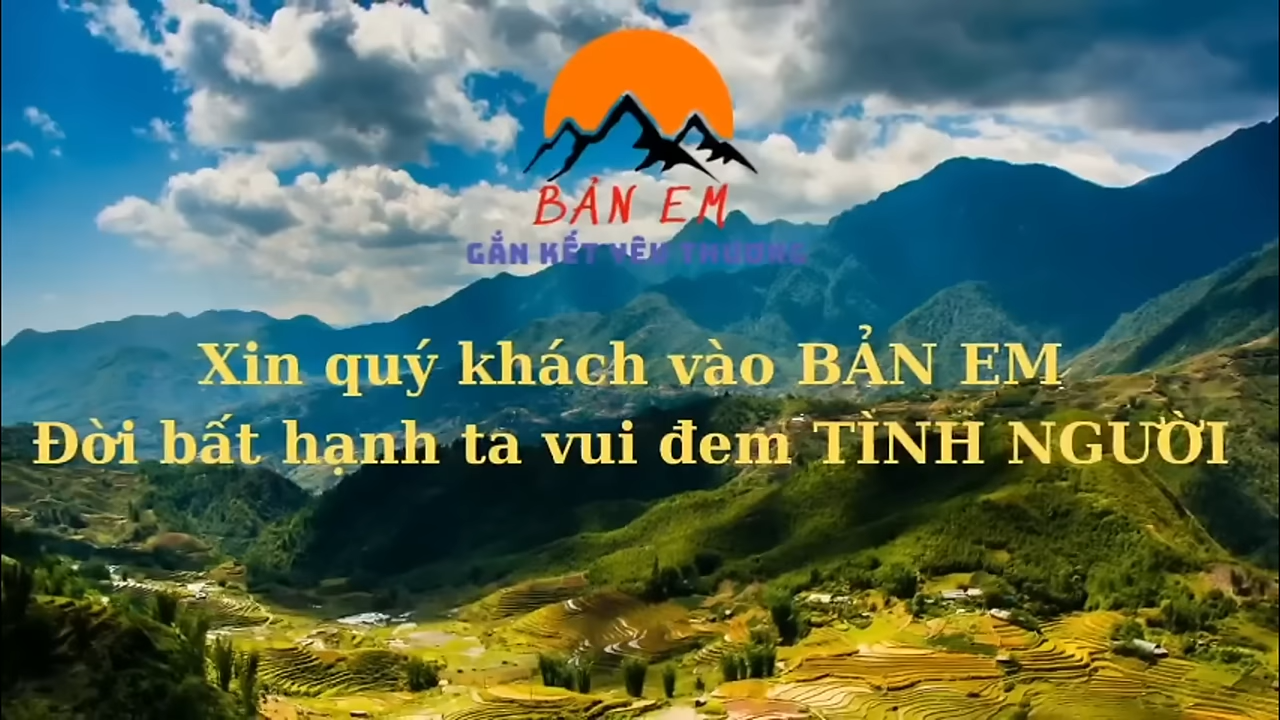 BẢN EM
GẮN KẾT YÊU THƯƠNG
Xin quý khách vào BẢN EM
Đời bất hạnh ta vui đem TÌNH NGƯỜI